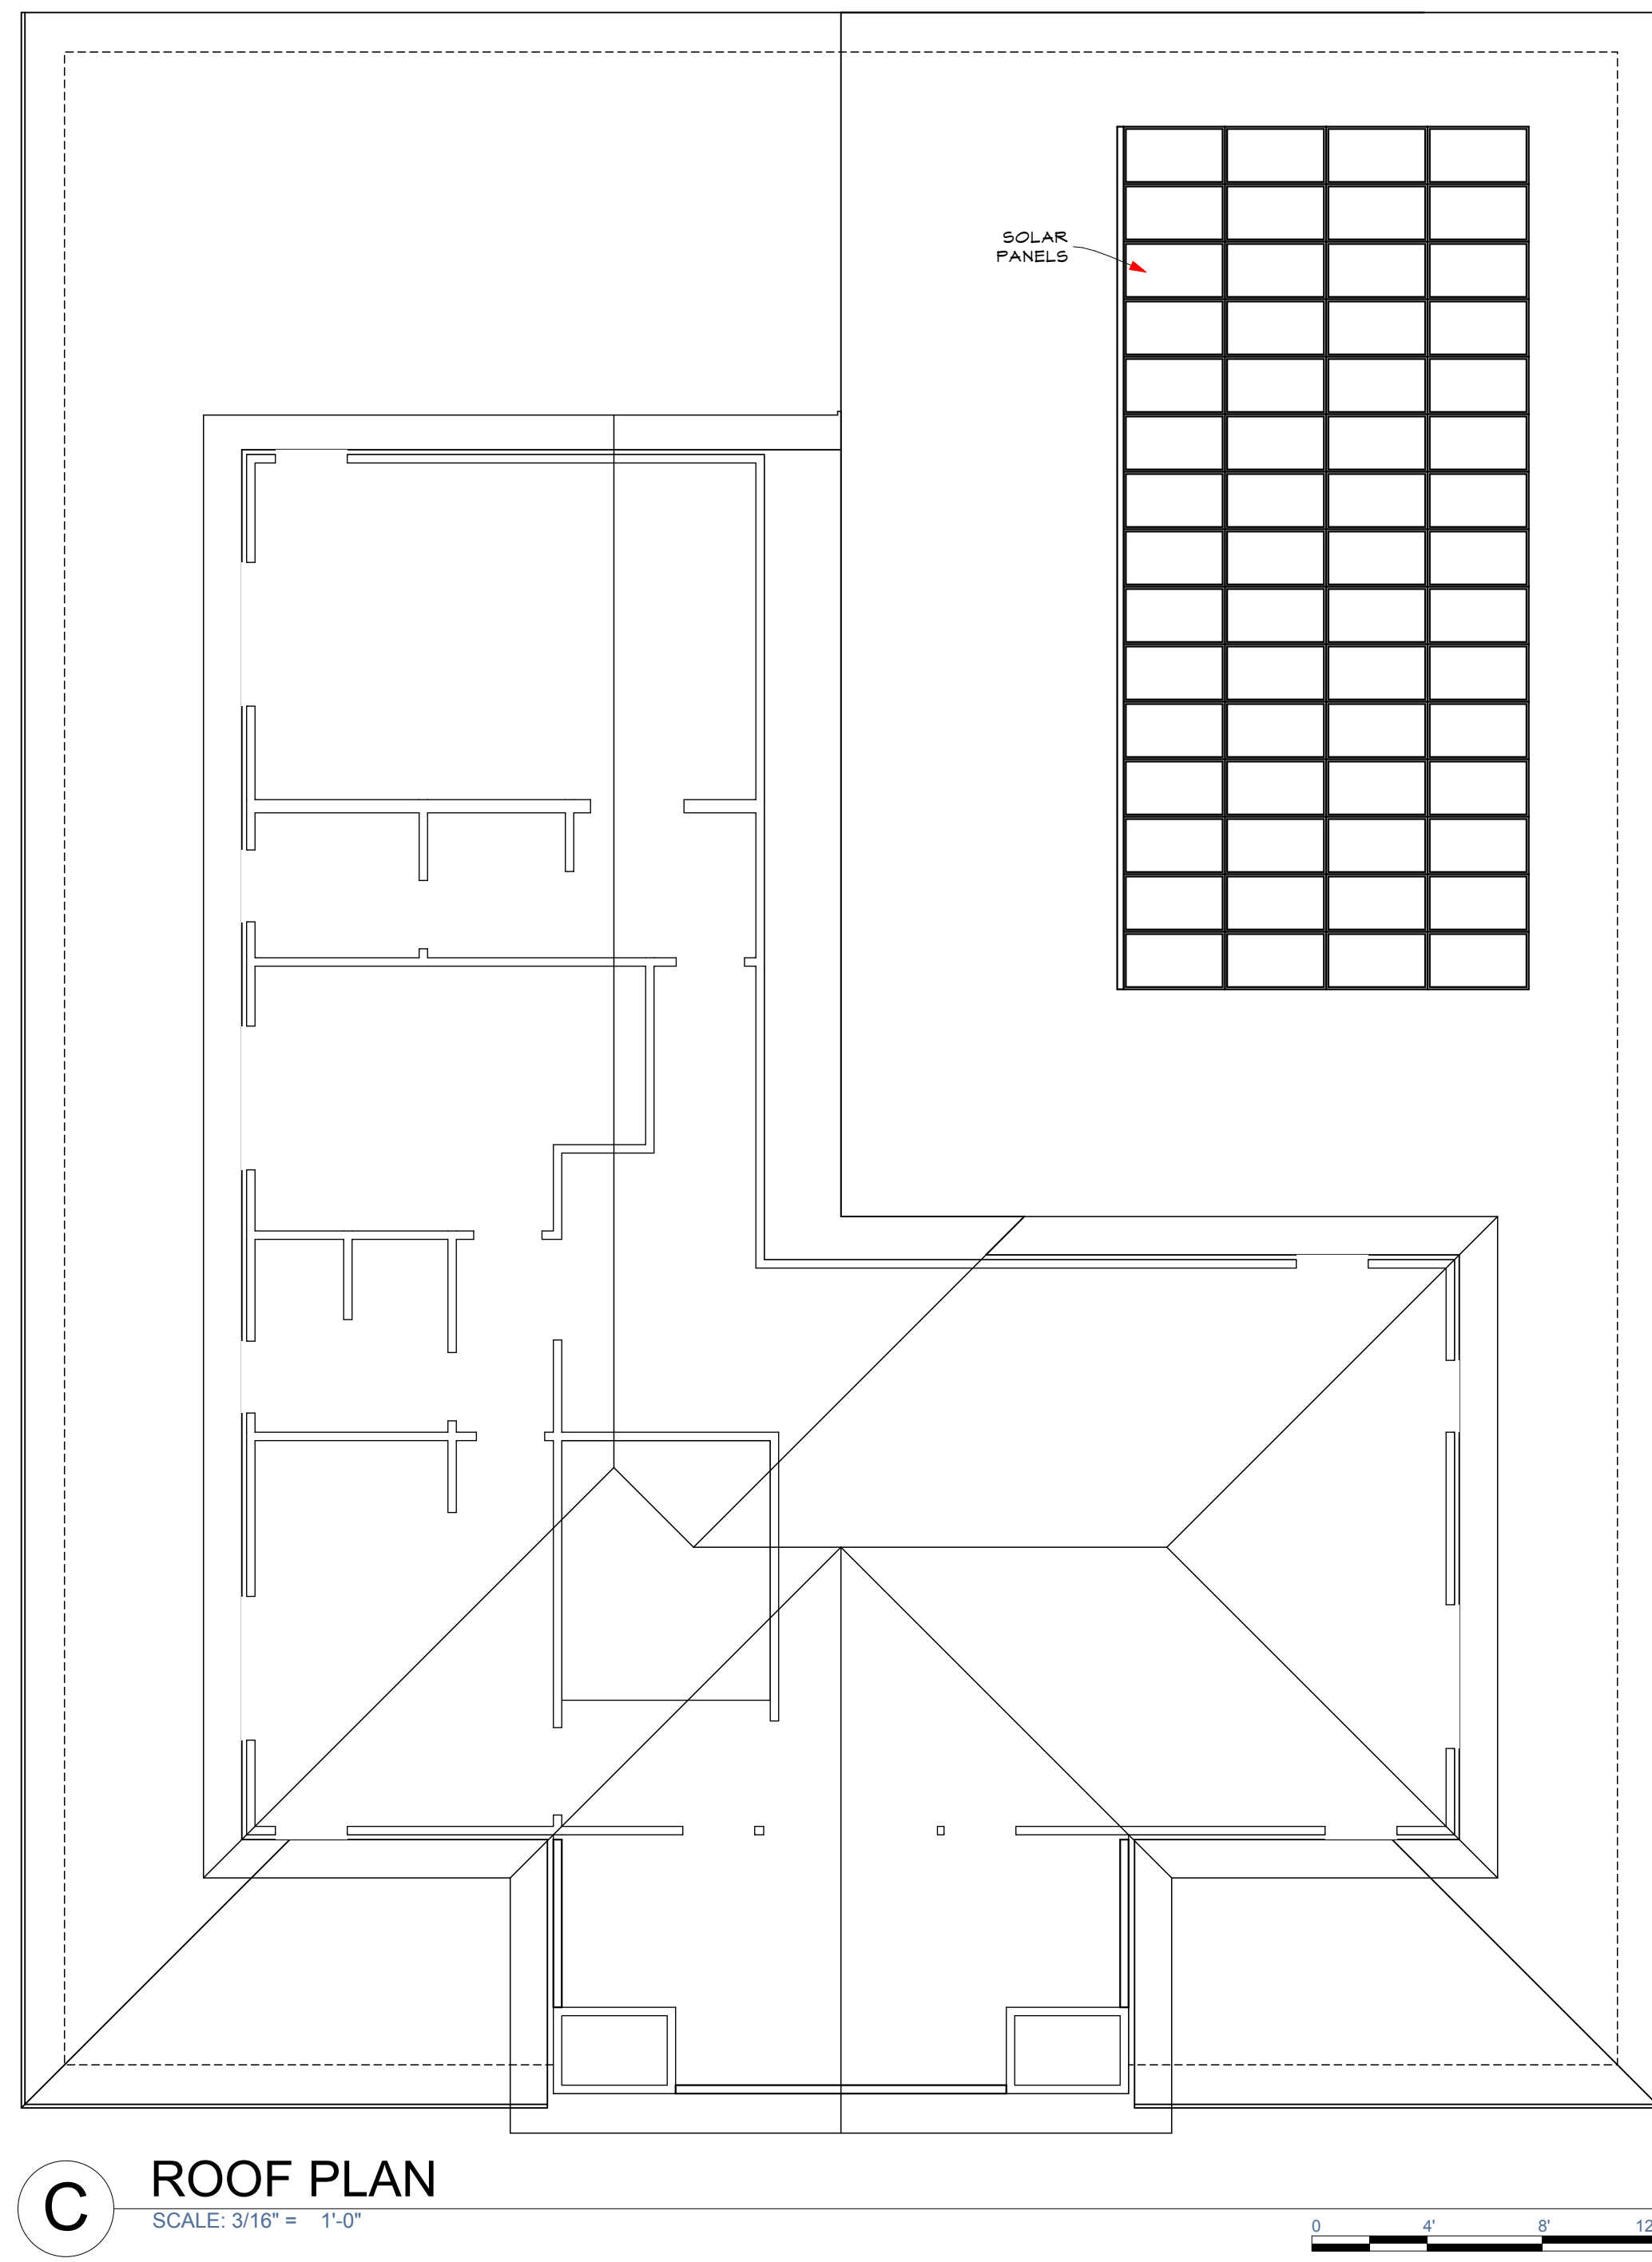 SOLAR
PANELS
C
ROOF PLAN
SCALE: 3/16" = 1'-0"
0 4' 8' 12